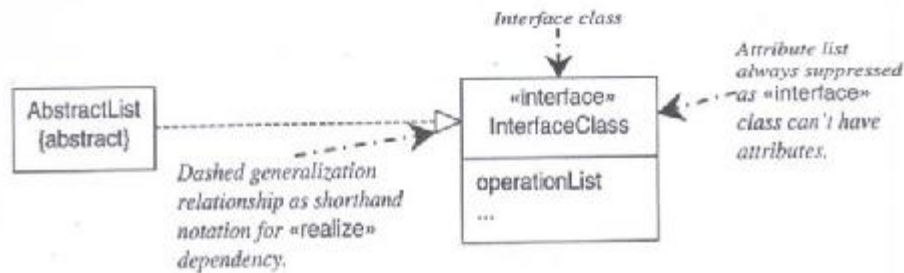 Interface class
Attribute list
always suppressed
as «interface»
class can't have
attributes.
«interface»
InterfaceClass
operationList
...
AbstractList
{abstract}
Dashed generalization
relationship as shorthand
notation for «realize»
dependency.